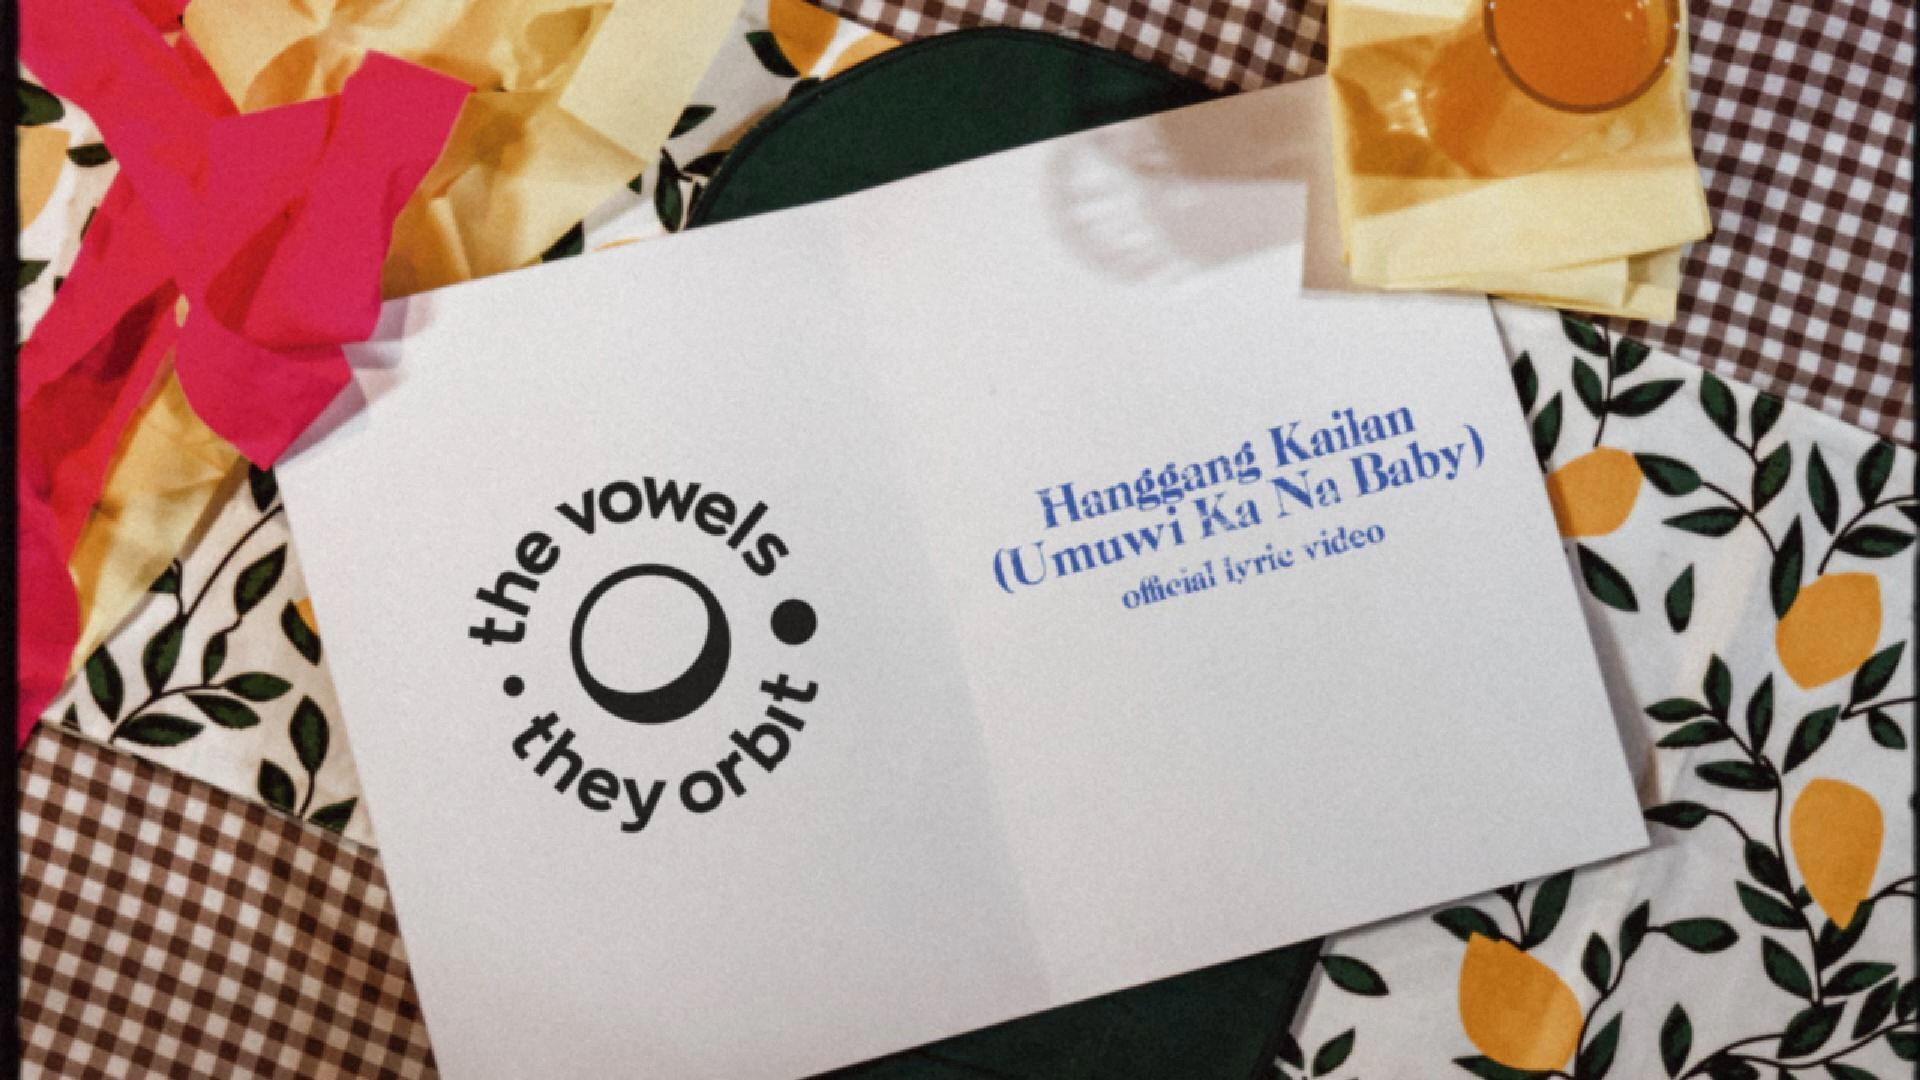 the vowels
they orbit
Hanggang Kailan
(Umuwi Ka Na Baby)
official lyric video